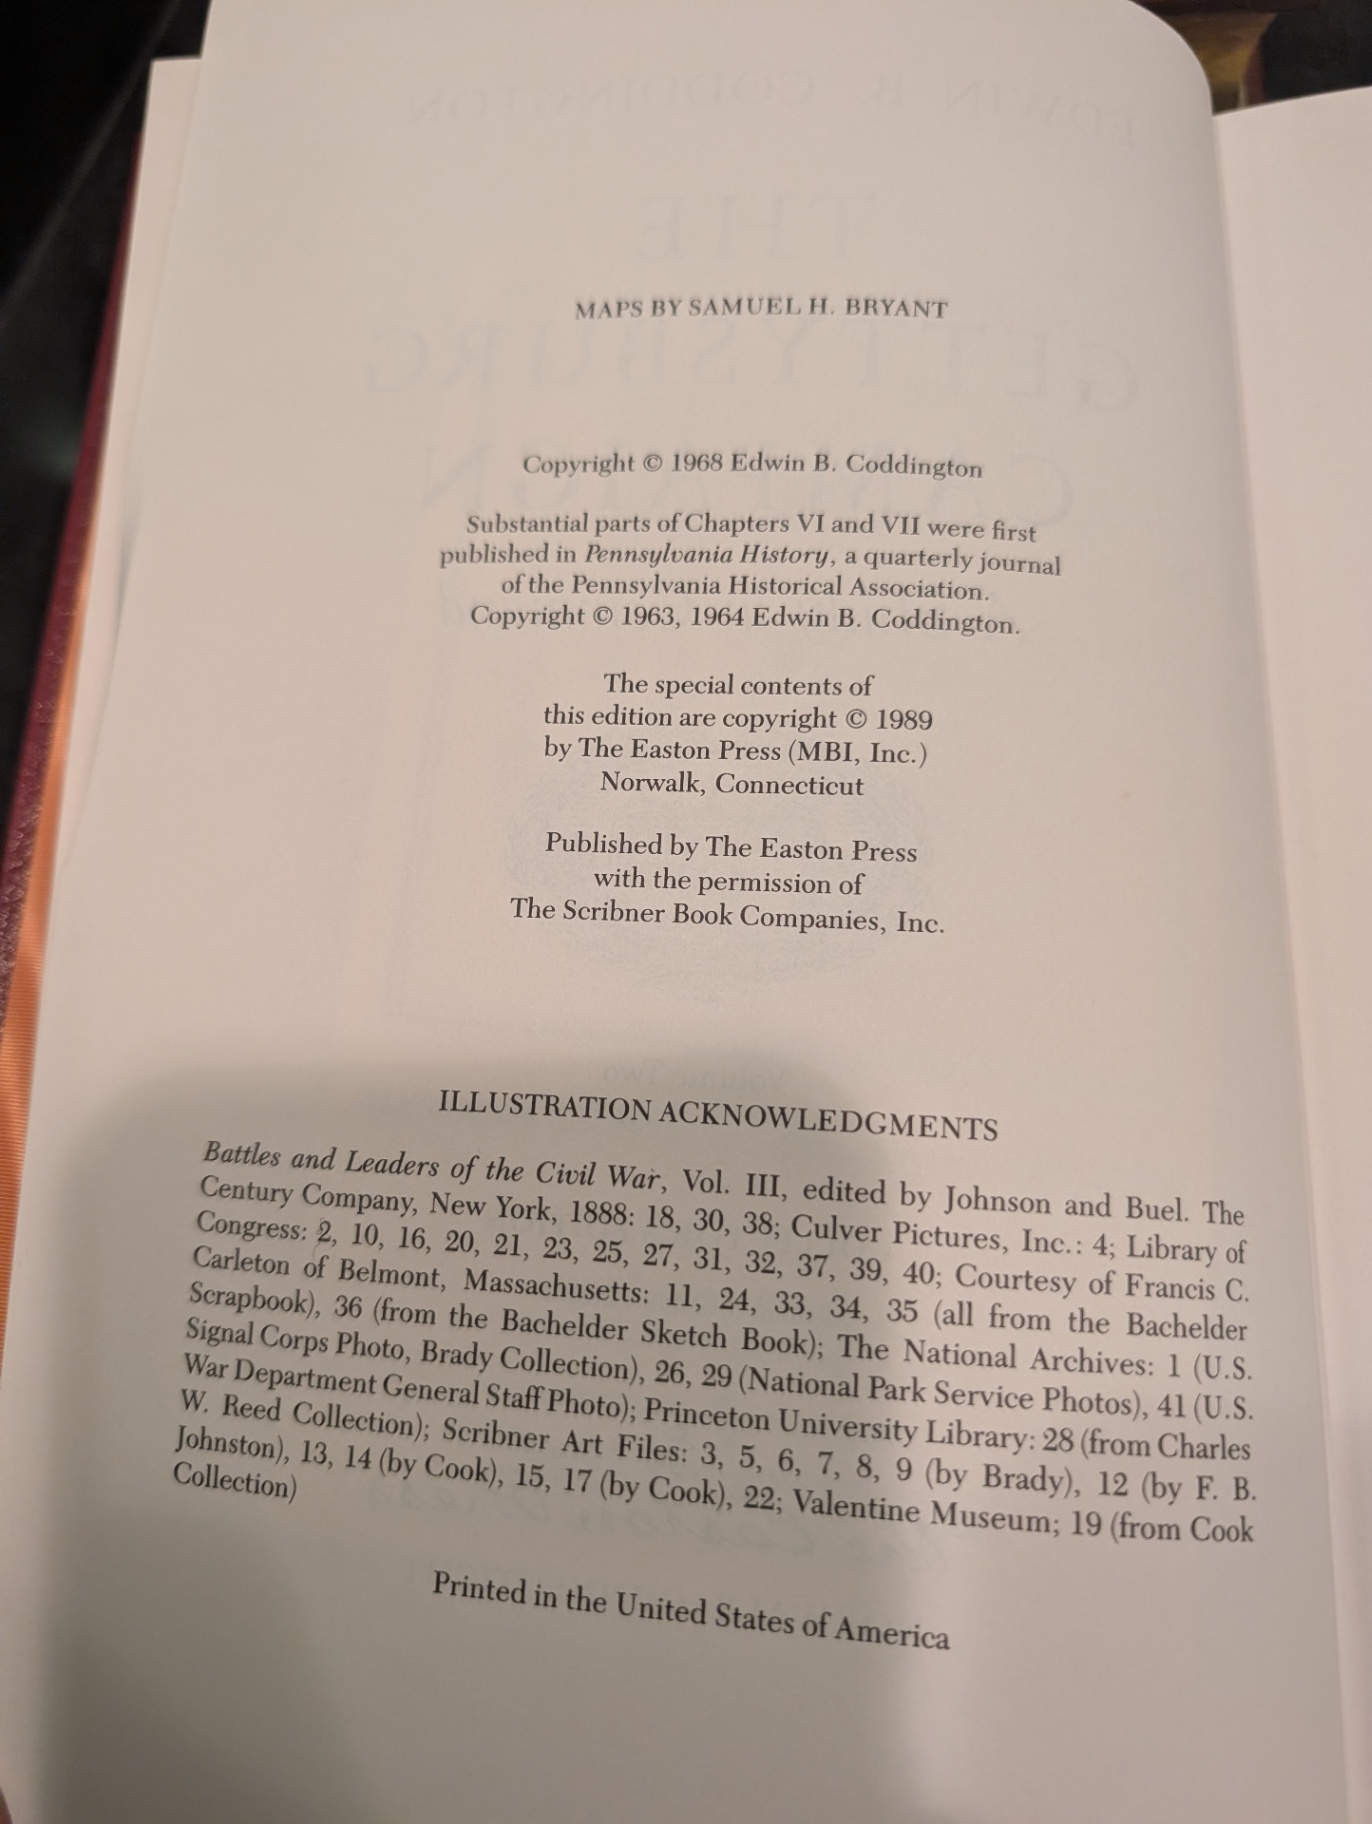 MAPS BY SAMUEL H. BRYANT
Copyright © 1968 Edwin B. Coddington
Substantial parts of Chapters VI and VII were first
published in Pennsylvania History, a quarterly journal
of the Pennsylvania Historical Association.
Copyright © 1963, 1964 Edwin B. Coddington.
The special contents of
this edition are copyright © 1989
by The Easton Press (MBI, Inc.)
Norwalk, Connecticut
Published by The Easton Press
with the permission of
The Scribner Book Companies, Inc.
ILLUSTRATION ACKNOWLEDGMENTS
Battles and Leaders of the Civil War, Vol. III, edited by Johnson and Buel. The
Century Company, New York, 1888: 18, 30, 38; Culver Pictures, Inc.: 4; Library of
Congress: 2, 10, 16, 20, 21, 23, 25, 27, 31, 32, 37, 39, 40; Courtesy of Francis C.
Carleton of Belmont, Massachusetts: 11, 24, 33, 34, 35 (all from the Bachelder
Scrapbook), 36 (from the Bachelder Sketch Book); The National Archives: 1 (U.S.
Signal Corps Photo, Brady Collection), 26, 29 (National Park Service Photos), 41 (U.S.
War Department General Staff Photo); Princeton University Library: 28 (from Charles
W. Reed Collection); Scribner Art Files: 3, 5, 6, 7, 8, 9 (by Brady), 12 (by F. B.
Johnston), 13, 14 (by Cook), 15, 17 (by Cook), 22; Valentine Museum; 19 (from Cook
Collection)
Printed in the United States of America